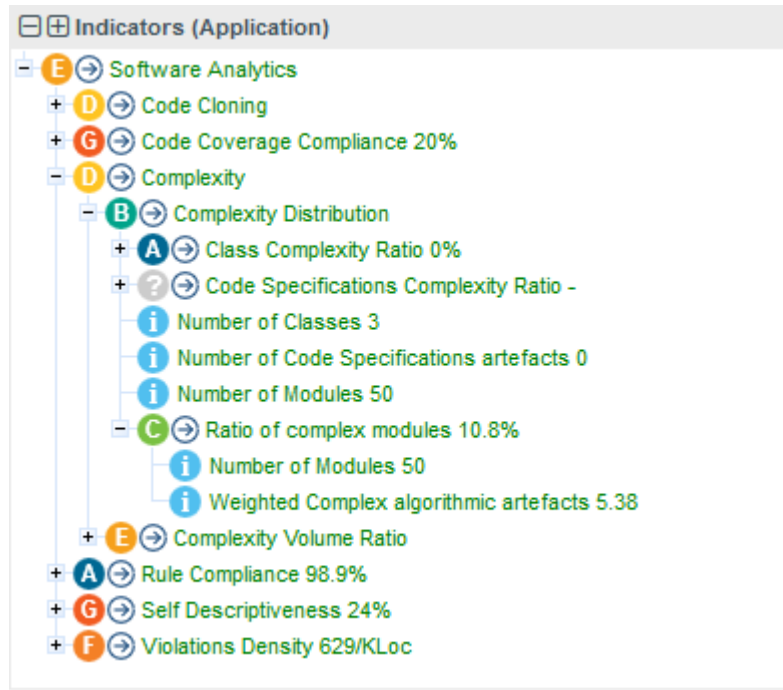 Indicators (Application)
E Software Analytics
D Code Cloning
G Code Coverage Compliance 20%
D Complexity
B Complexity Distribution
A Class Complexity Ratio 0%
? Code Specifications Complexity Ratio -
i Number of Classes 3
i Number of Code Specifications artefacts 0
i Number of Modules 50
C Ratio of complex modules 10.8%
i Number of Modules 50
i Weighted Complex algorithmic artefacts 5.38
E Complexity Volume Ratio
A Rule Compliance 98.9%
G Self Descriptiveness 24%
F Violations Density 629/KLoc